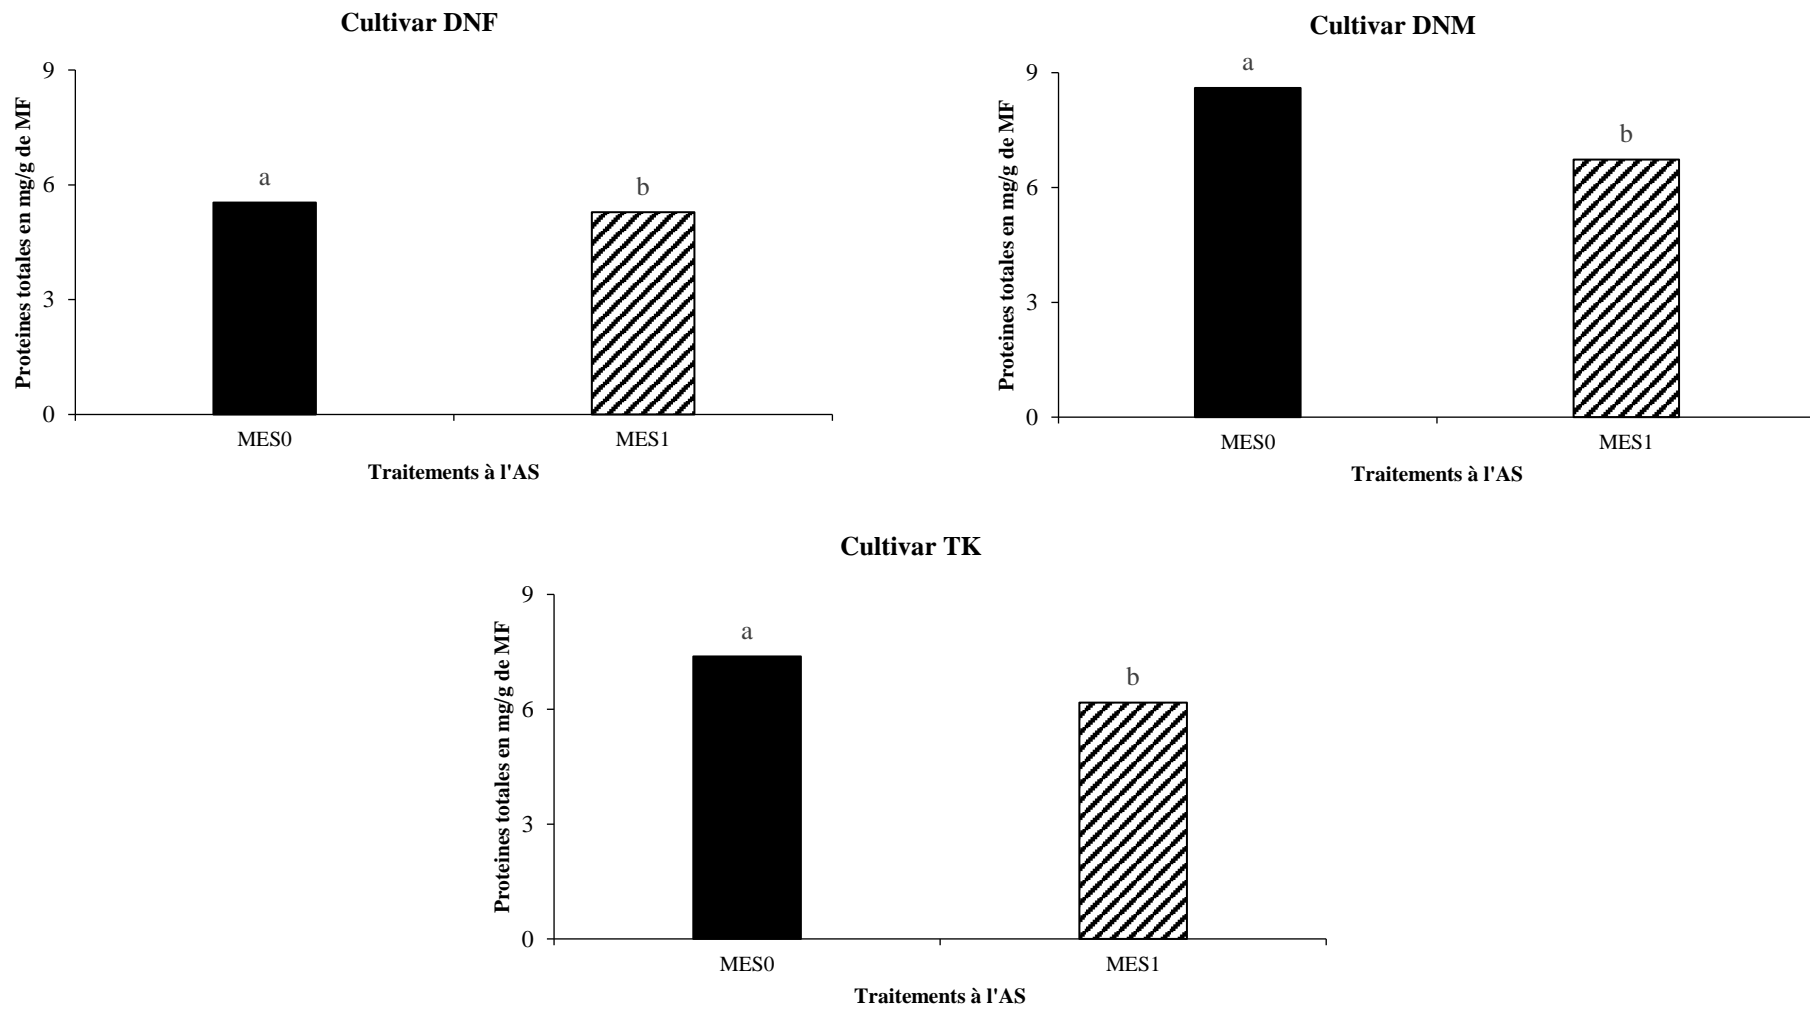 Cultivar DNF
Proteines totales en mg/g de MF
9
6
3
0
a
b
MES0
MES1
Traitements à l'AS
Cultivar DNM
Proteines totales en mg/g de MF
9
6
3
0
a
b
MES0
MES1
Traitements à l'AS
Cultivar TK
Proteines totales en mg/g de MF
9
6
3
0
a
b
MES0
MES1
Traitements à l'AS